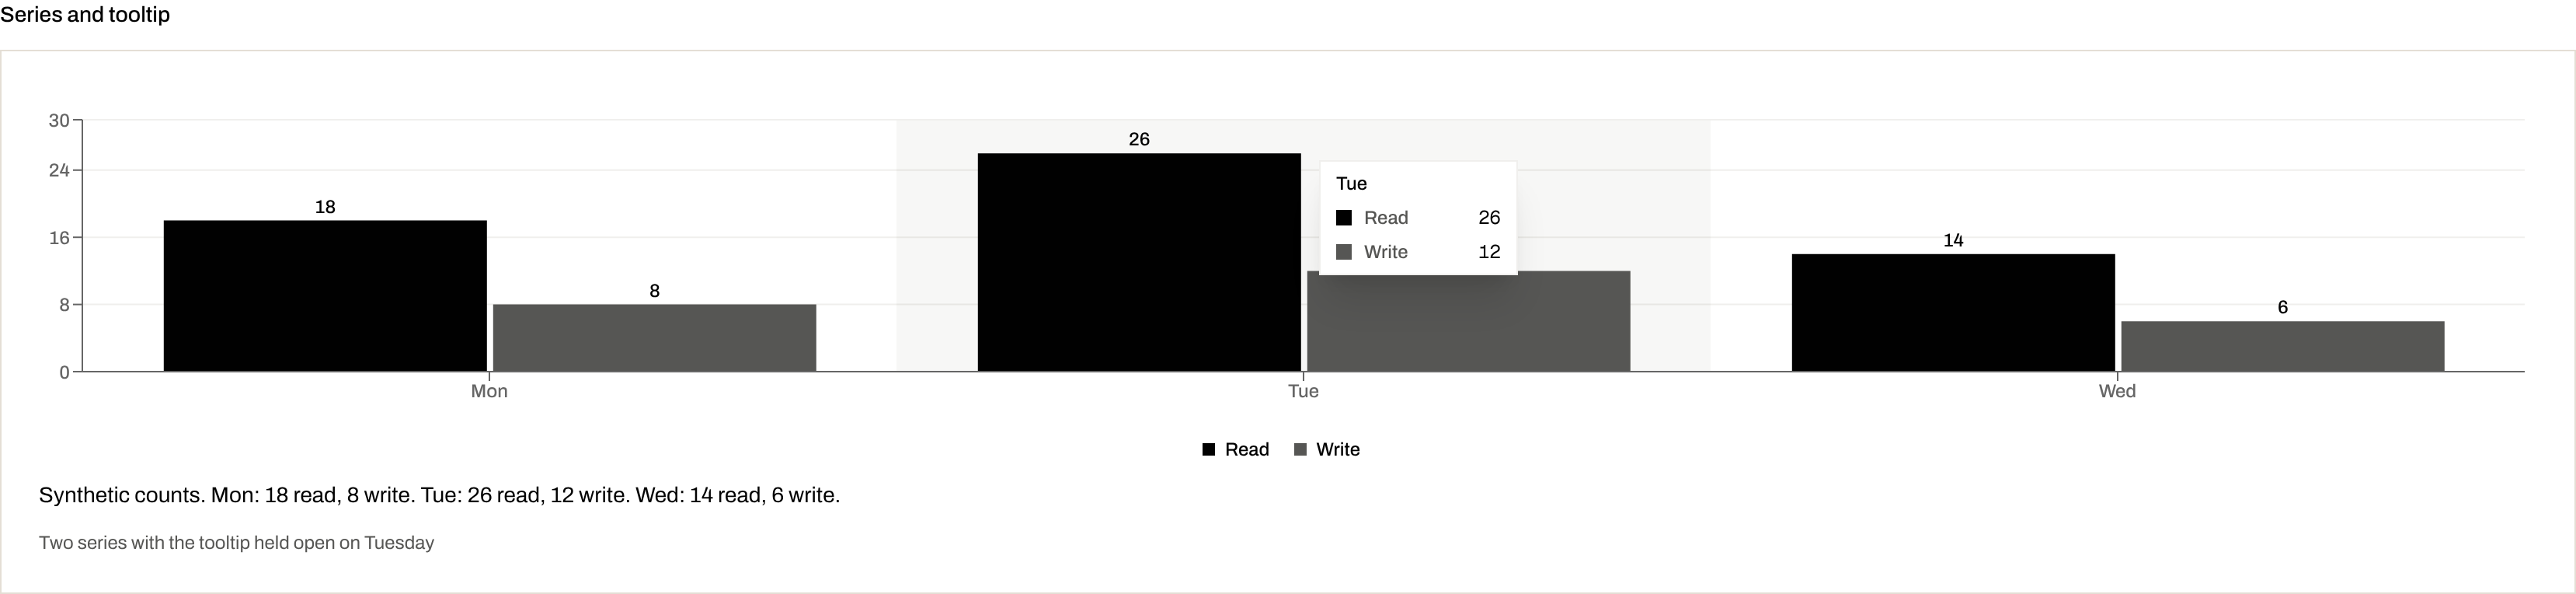 Series and tooltip
30
24
16
8
0
18
8
26
14
6
Tue
Read 26
Write 12
Mon Tue Wed
Read Write
Synthetic counts. Mon: 18 read, 8 write. Tue: 26 read, 12 write. Wed: 14 read, 6 write.
Two series with the tooltip held open on Tuesday